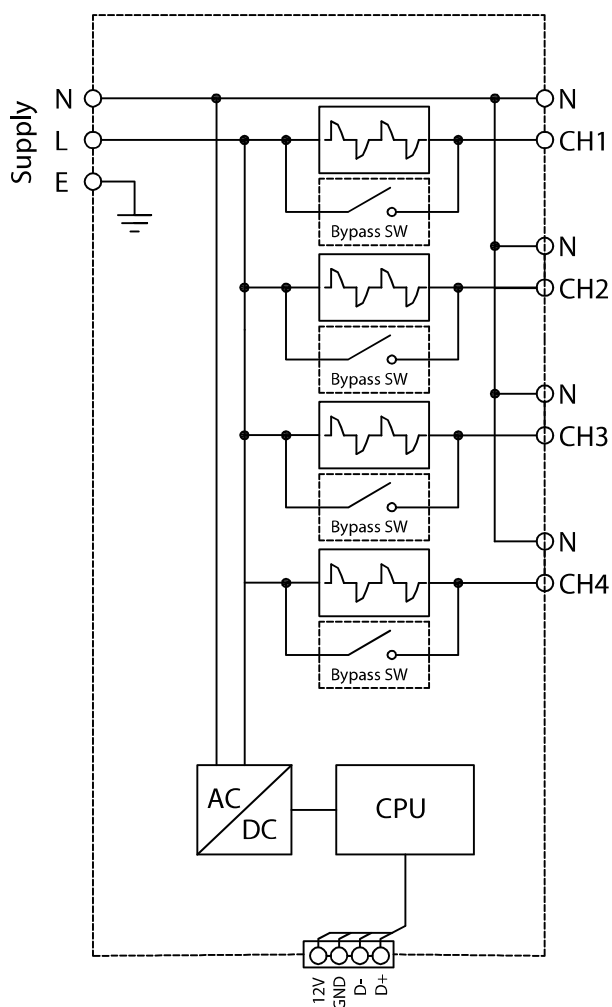 Supply
N
L
E
N
CH1
Bypass SW
N
CH2
Bypass SW
N
CH3
Bypass SW
N
CH4
Bypass SW
AC
DC
CPU
12V
GND
D-
D+